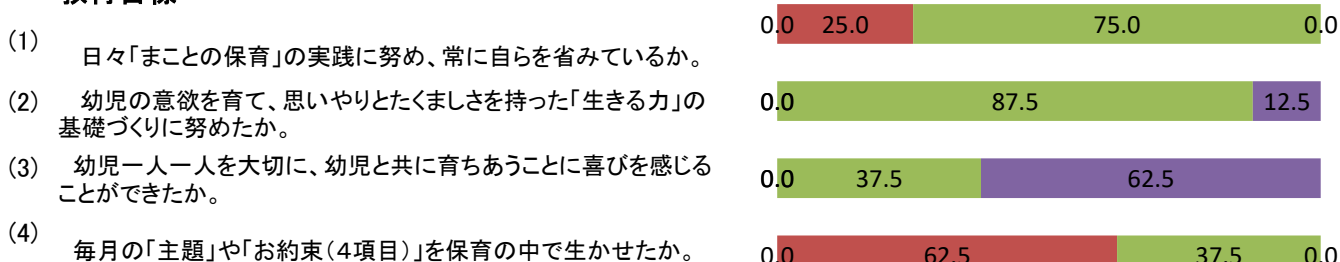 (1) 日々「まことの保育」の実践に努め、常に自らを省みているか。
0.0 25.0 75.0 0.0
(2) 幼児の意欲を育て、思いやりとたくましさを持った「生きる力」の
基礎づくりに努めたか。
0.0 87.5 12.5
(3) 幼児一人一人を大切に、幼児と共に育ちあうことに喜びを感じる
ことができたか。
0.0 37.5 62.5
(4) 毎月の「主題」や「お約束(4項目)」を保育の中で生かせたか。
0.0 62.5 37.5 0.0